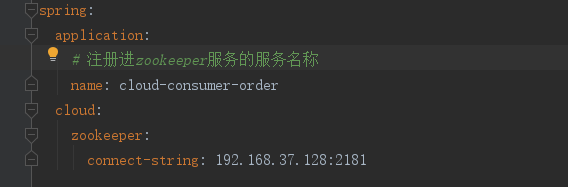 spring:
application:
# 注册进zookeeper服务的服务名称
name: cloud-consumer-order
cloud:
zookeeper:
connect-string: 192.168.37.128:2181